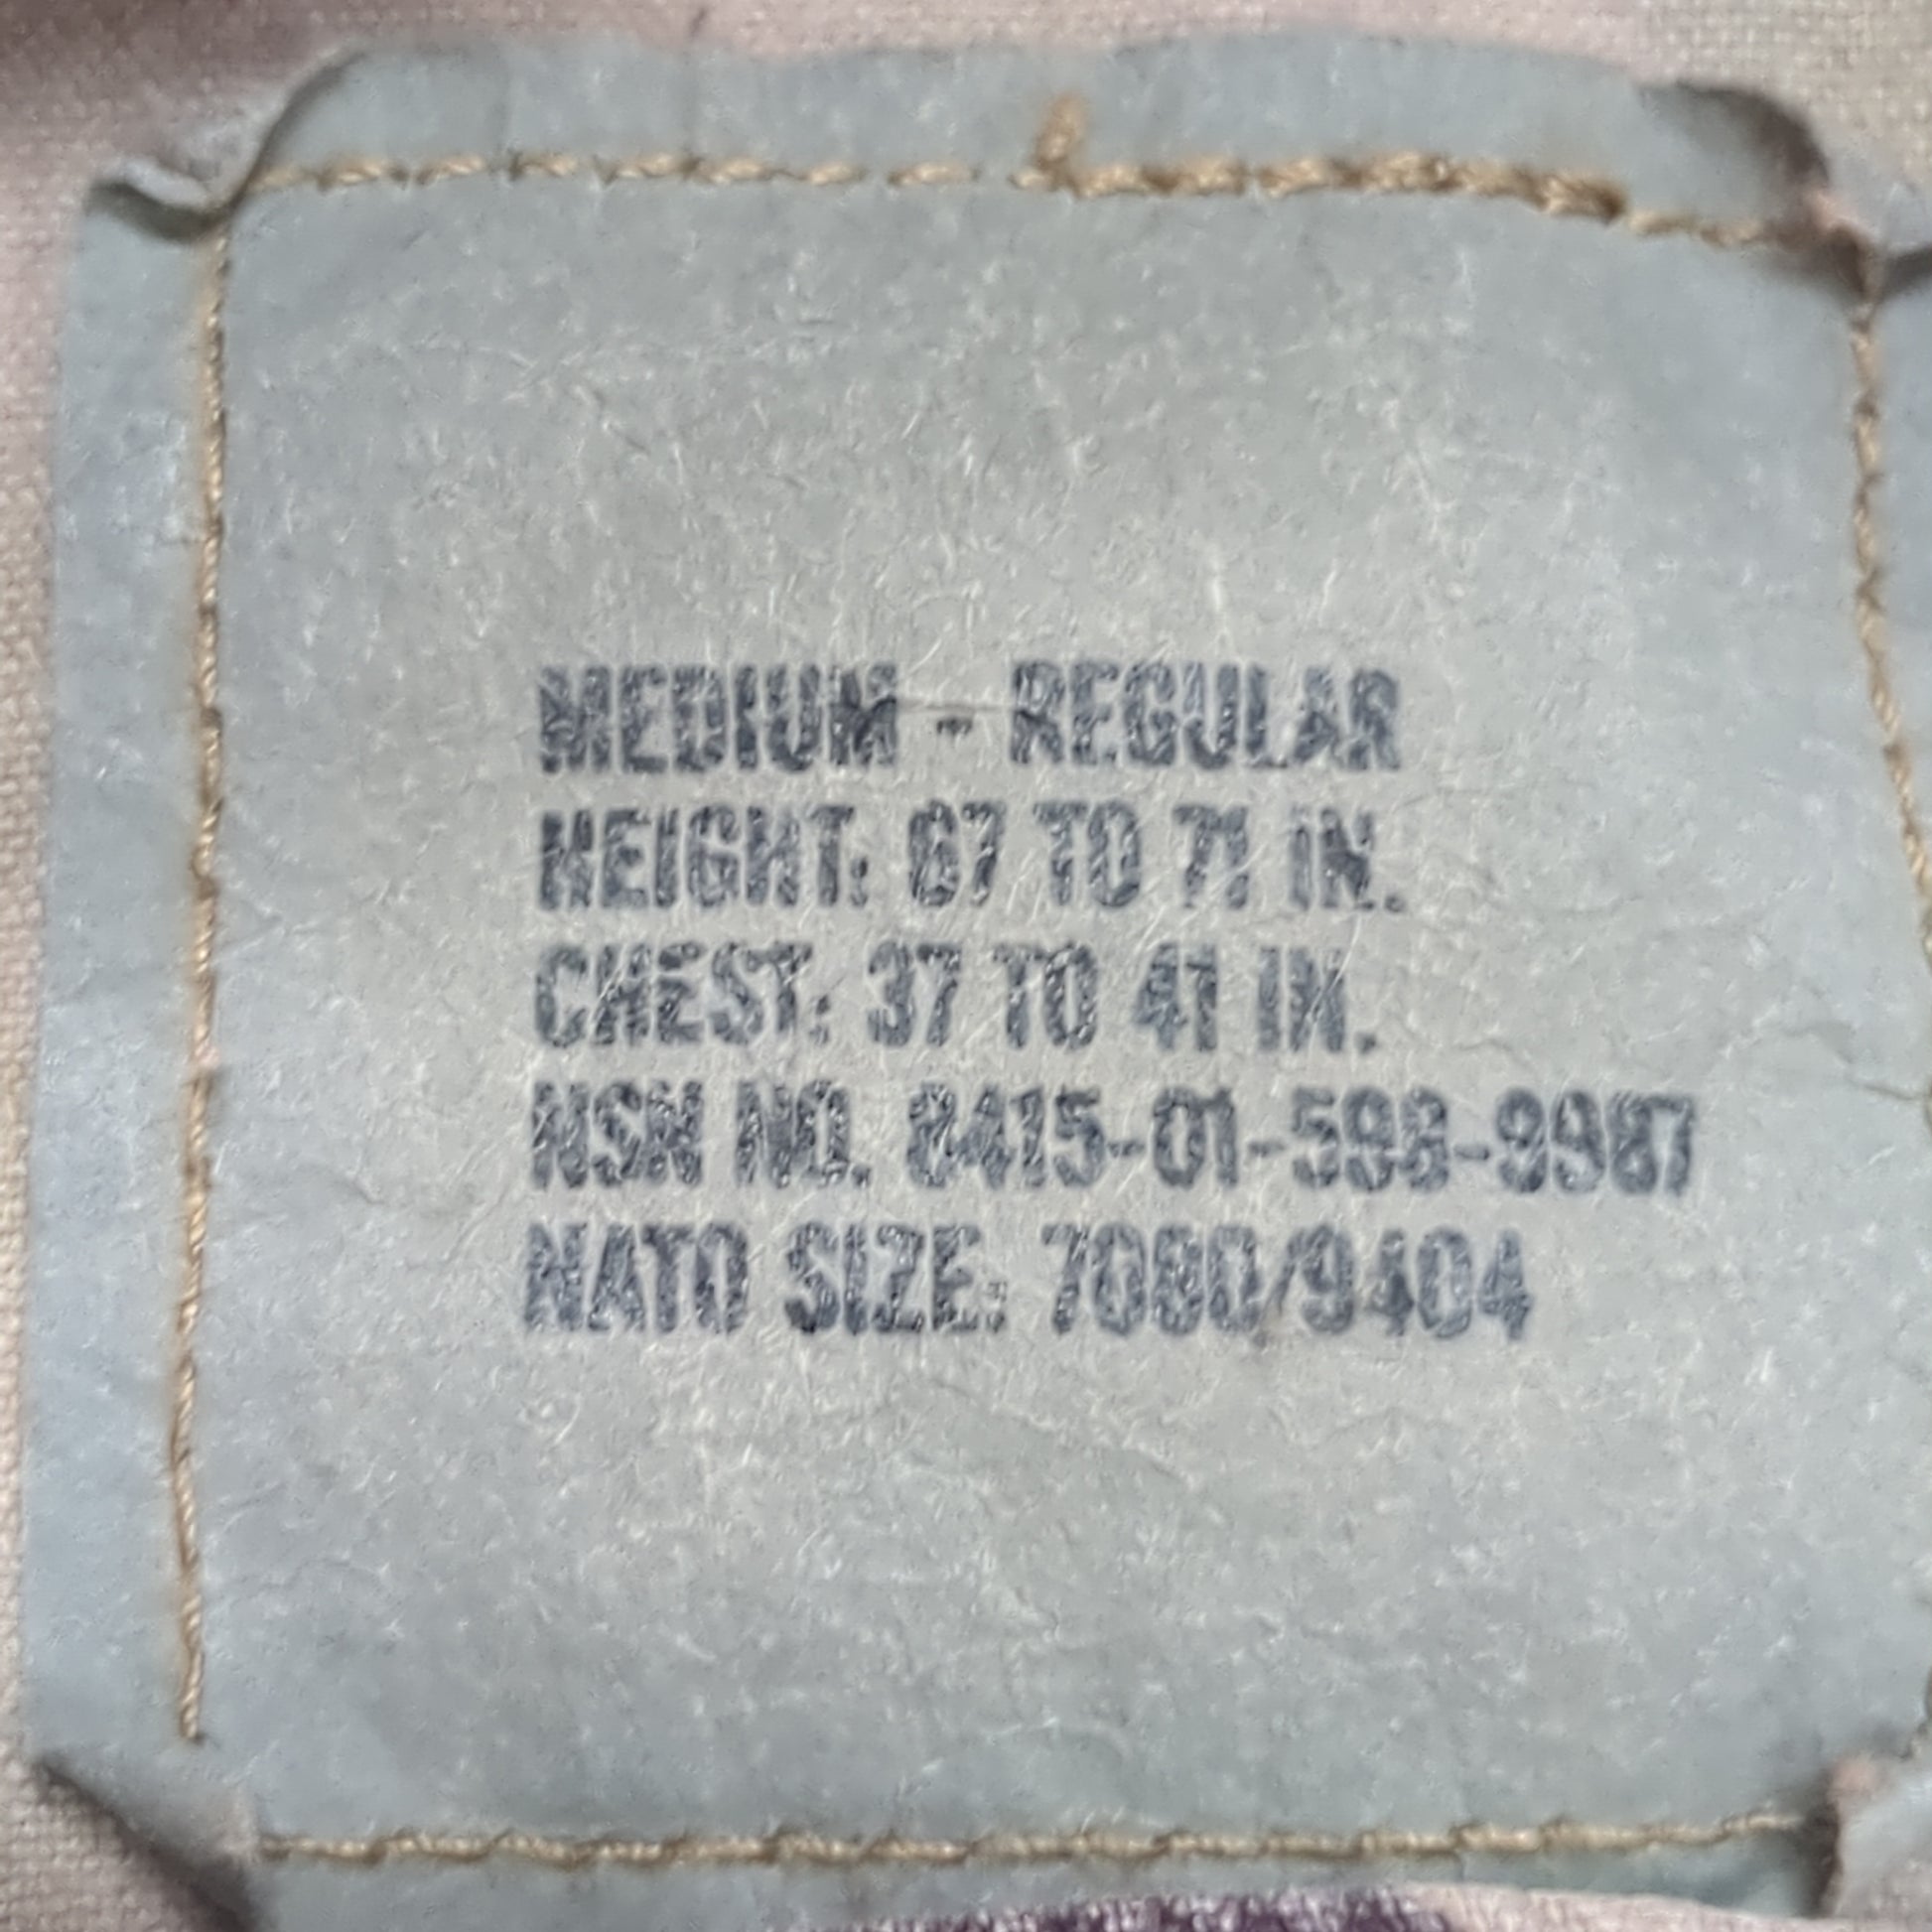 MEDIUM - REGULAR
HEIGHT: 67 TO 71 IN.
CHEST: 37 TO 41 IN.
NSN NO. 8415-01-598-9987
NATO SIZE: 7080/9404